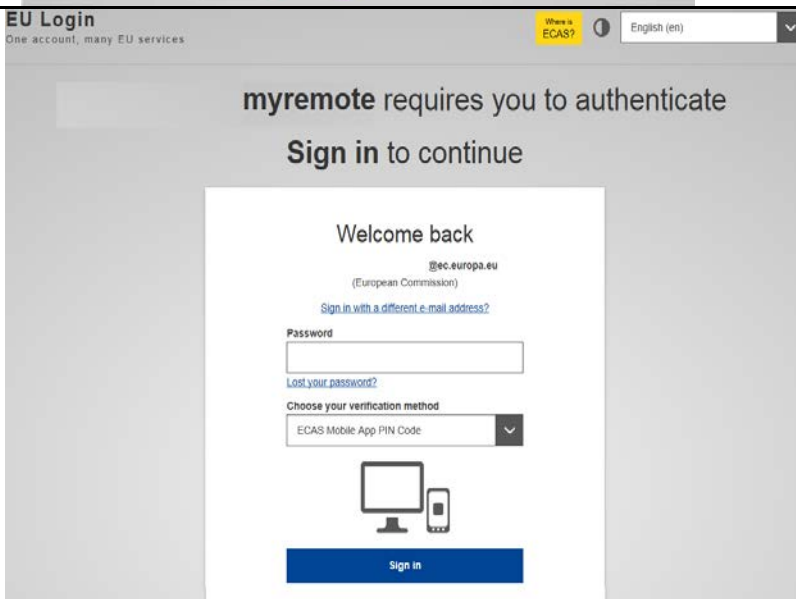 EU Login
One account, many EU services
Where is
ECAS?
English (en)
myremote requires you to authenticate
Sign in to continue
Welcome back
@ec.europa.eu
(European Commission)
Sign in with a different e-mail address?
Password
Lost your password?
Choose your verification method
ECAS Mobile App PIN Code
Sign in